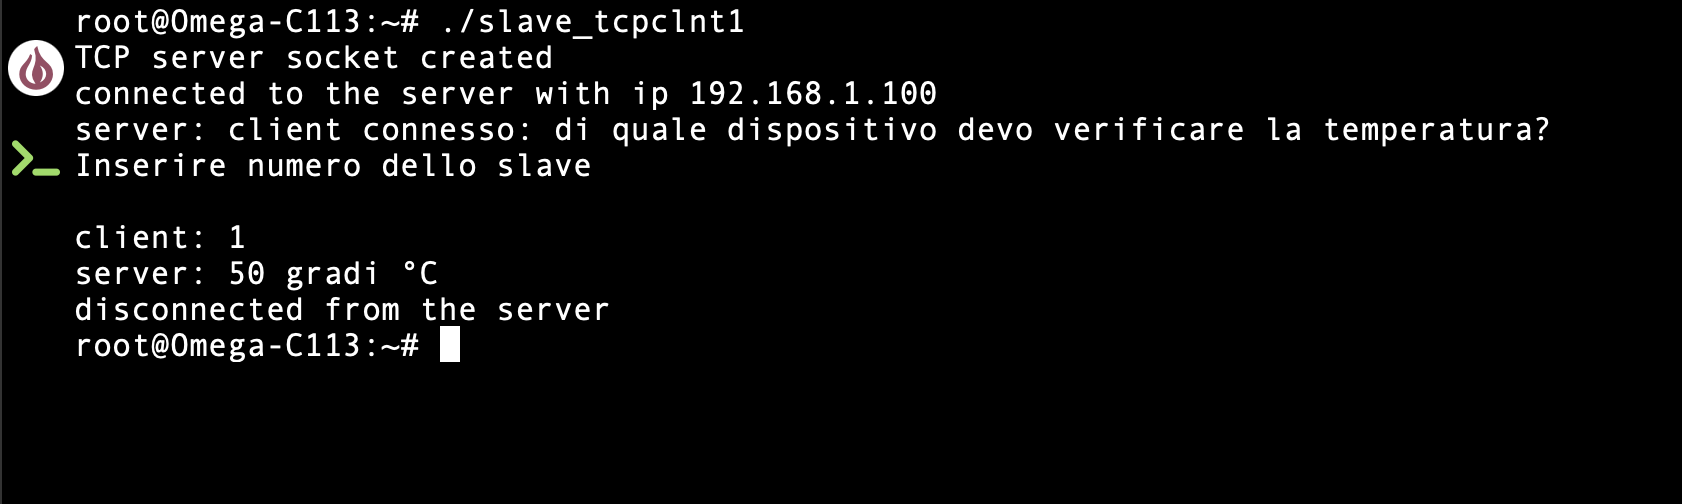 root@Omega-C113:~# ./slave_tcpclnt1
TCP server socket created
connected to the server with ip 192.168.1.100
server: client connesso: di quale dispositivo devo verificare la temperatura?
Inserire numero dello slave
client: 1
server: 50 gradi °C
disconnected from the server
root@Omega-C113:~#